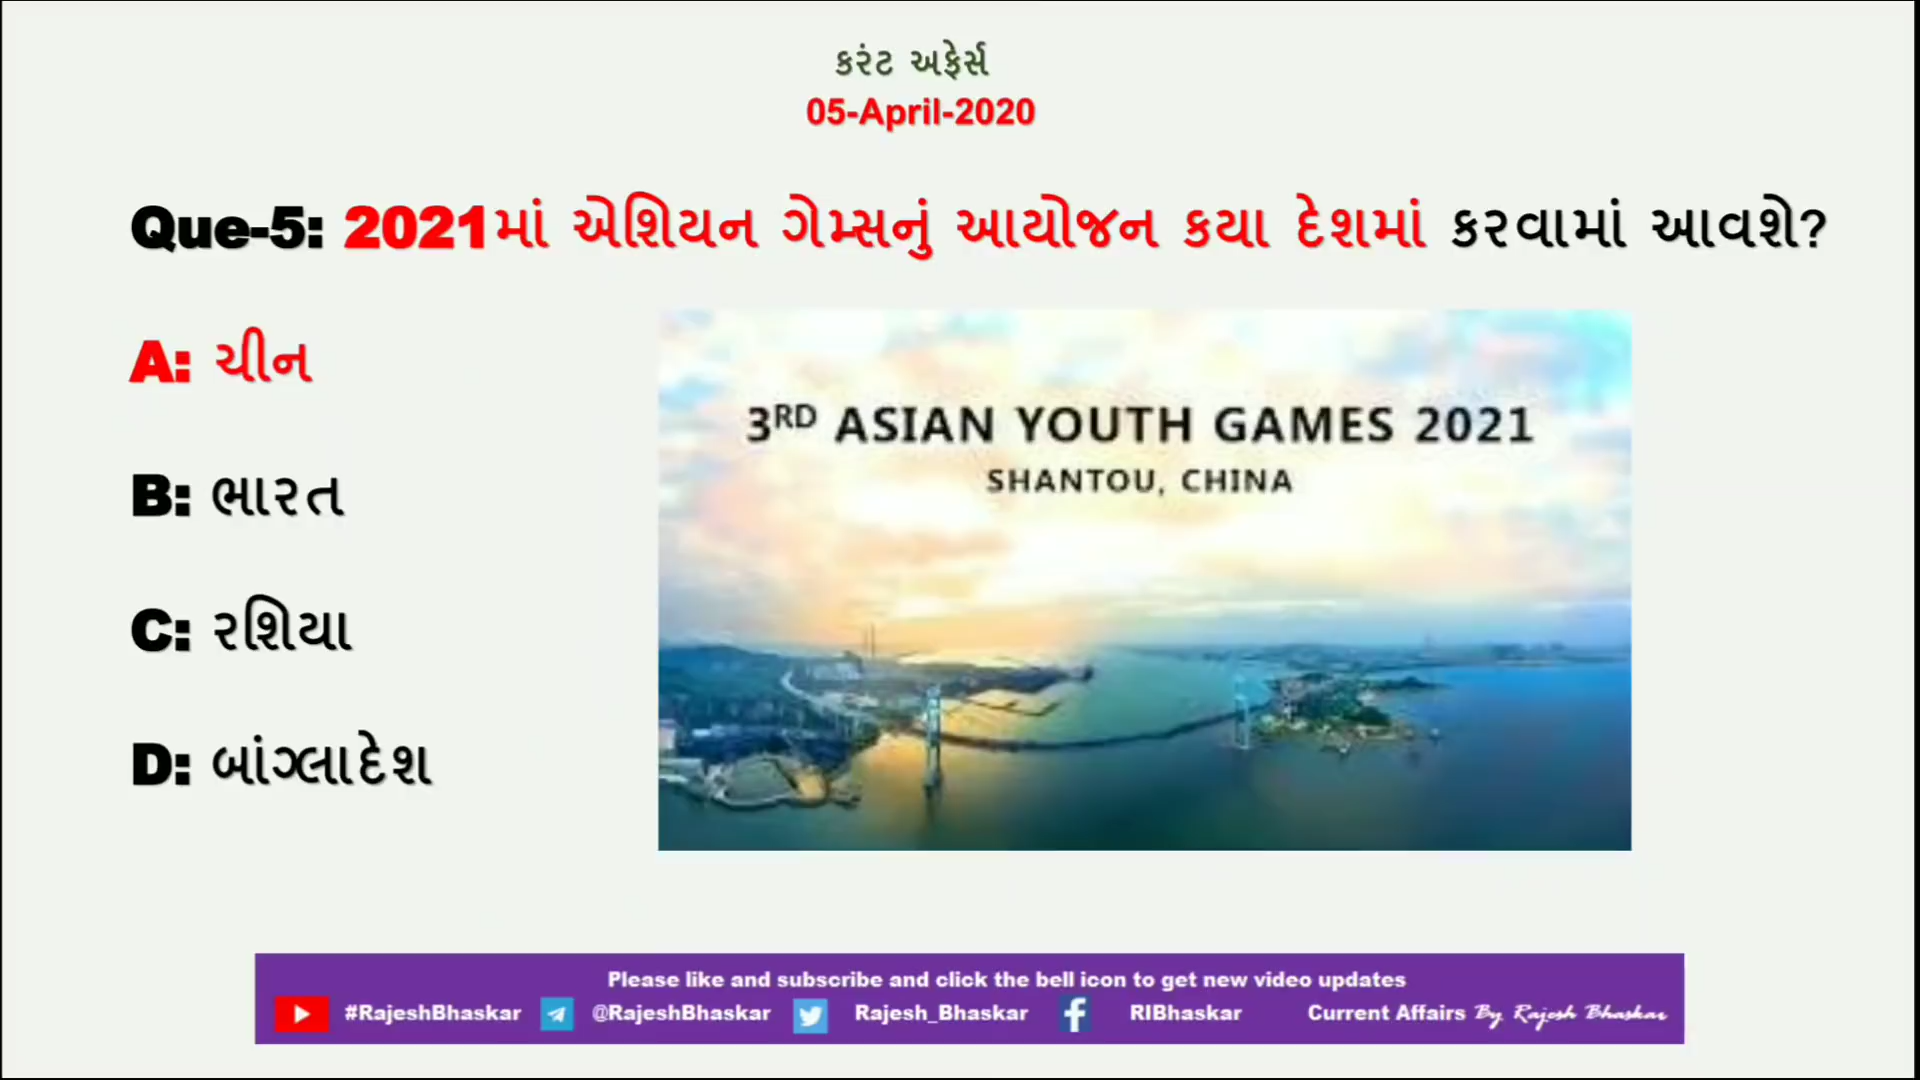 કરંટ અફેર્સ
05-April-2020
Que-5: 2021માં એશિયન ગેમ્સનું આયોજન કયા દેશમાં કરવામાં આવશે?
A: ચીન
B: ભારત
C: રશિયા
D: બાંગ્લાદેશ
3RD ASIAN YOUTH GAMES 2021
SHANTOU, CHINA
Please like and subscribe and click the bell icon to get new video updates
#RajeshBhaskar @RajeshBhaskar Rajesh_Bhaskar RIBhaskar Current Affairs By Rajesh Bhaskar